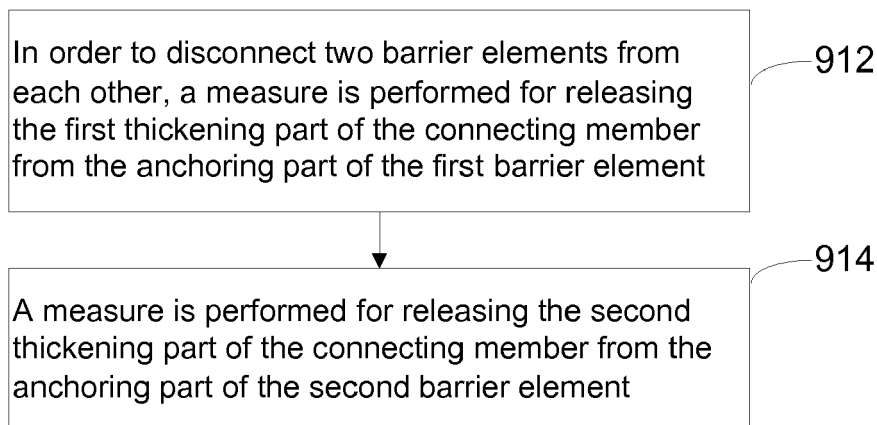 In order to disconnect two barrier elements from
each other, a measure is performed for releasing
the first thickening part of the connecting member
from the anchoring part of the first barrier element
912
A measure is performed for releasing the second
thickening part of the connecting member from the
anchoring part of the second barrier element
914